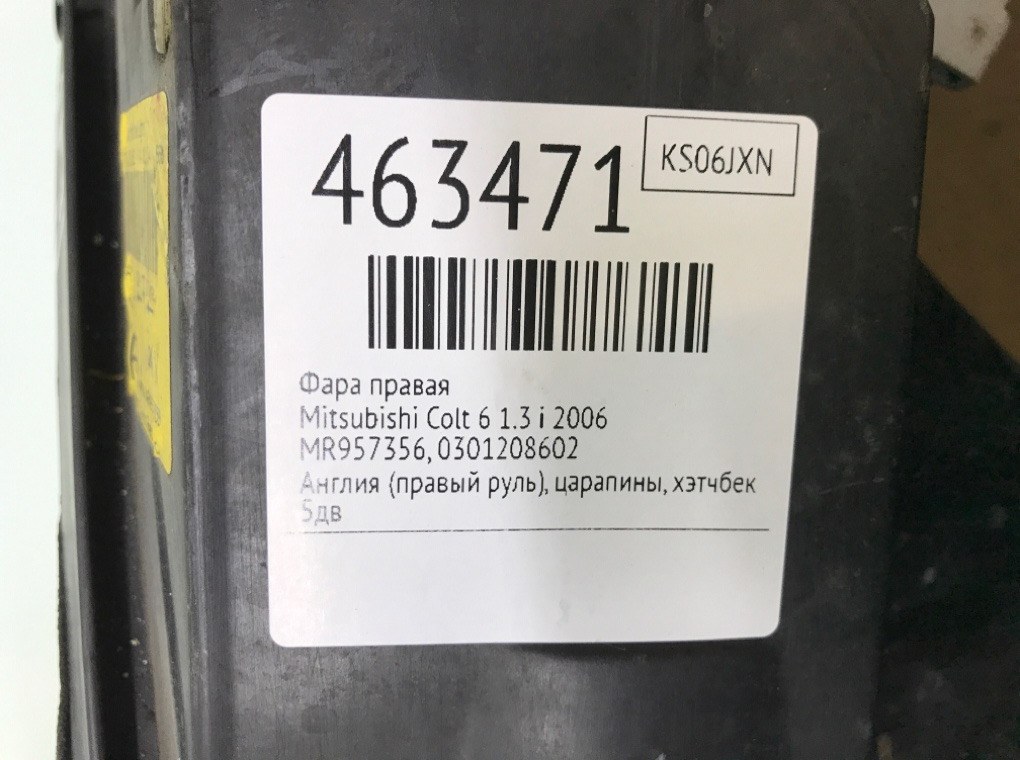 463471
KS06JXN
Фара правая
Mitsubishi Colt 6 1.3 i 2006
MR957356, 0301208602
Англия (правый руль), царапины, хэтчбек
5дв